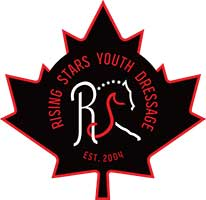 RISING STARS YOUTH DRESSAGE
RS
EST. 2004